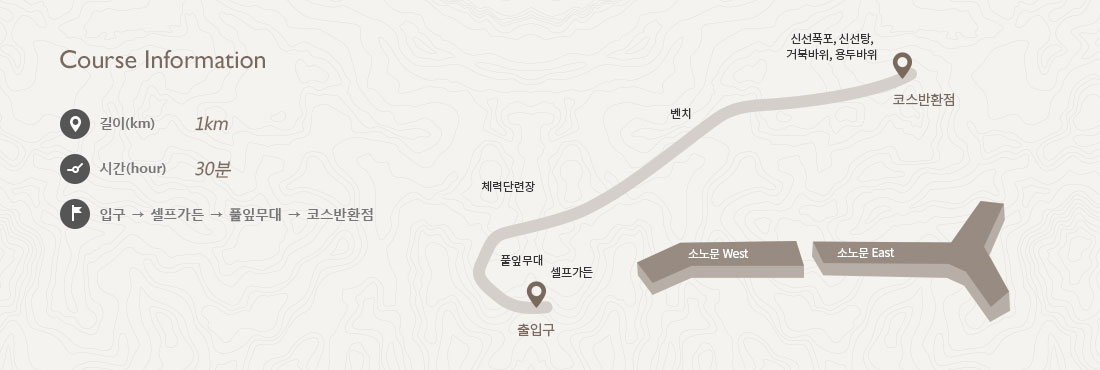 Course Information
길이(km) 1km
시간(hour) 30분
입구 → 셀프가든 → 풀잎무대 → 코스반환점
신선폭포, 신선탕,
거북바위, 용두바위
코스반환점
벤치
체력단련장
풀잎무대
셀프가든
출입구
소노문 West
소노문 East